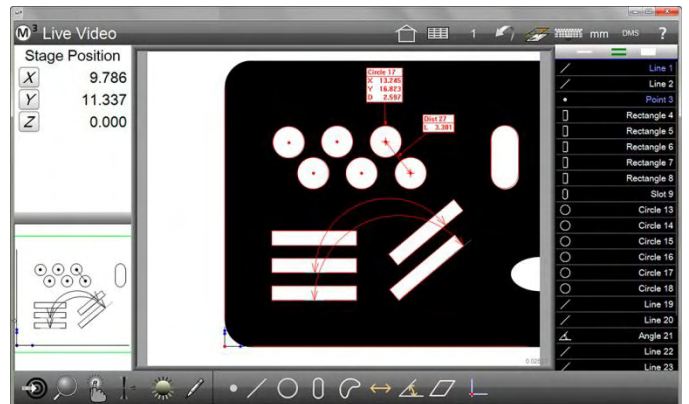 M³ Live Video
1
mm
DMS
?
Stage Position
X 9.786
Y 11.337
Z 0.000
Circle 17
X 13.245
Y 16.823
D 2.597
Dist 27
L 3.381
Line 1
Line 2
Point 3
Rectangle 4
Rectangle 5
Rectangle 6
Rectangle 7
Rectangle 8
Slot 9
Circle 13
Circle 14
Circle 15
Circle 16
Circle 17
Circle 18
Line 19
Line 20
Angle 21
Line 22
Line 23